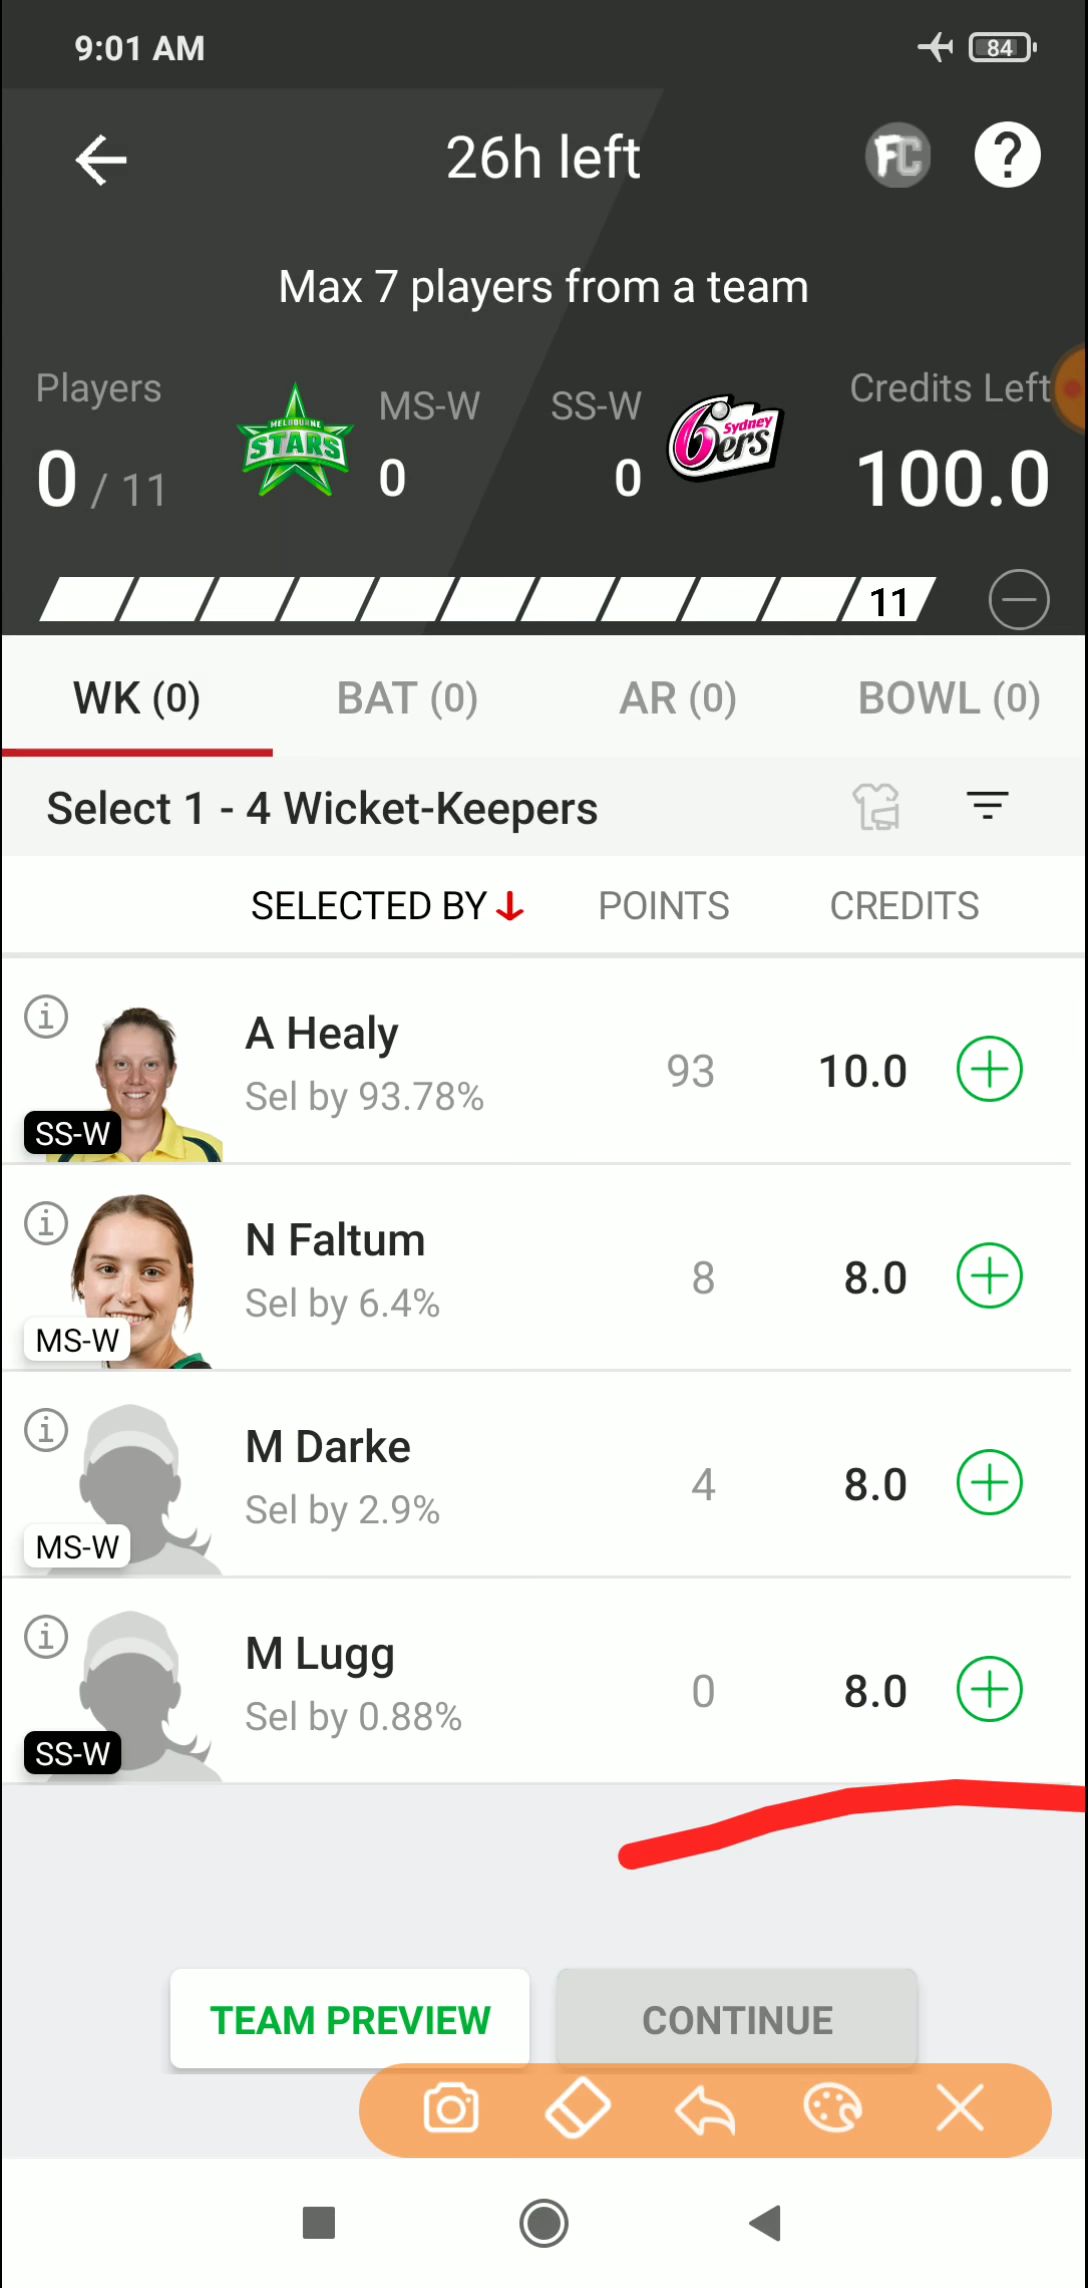 9:01 AM
84
26h left
FC
?
Max 7 players from a team
Players
MS-W
SS-W
Credits Left
0 / 11
MELBOURNE
STARS
0
0
Sydney
6ers
100.0
11
WK (0)
BAT (0)
AR (0)
BOWL (0)
Select 1 - 4 Wicket-Keepers
SELECTED BY
POINTS
CREDITS
i
A Healy
Sel by 93.78%
93
10.0
SS-W
i
N Faltum
Sel by 6.4%
8
8.0
MS-W
i
M Darke
Sel by 2.9%
4
8.0
MS-W
i
M Lugg
Sel by 0.88%
0
8.0
SS-W
TEAM PREVIEW
CONTINUE